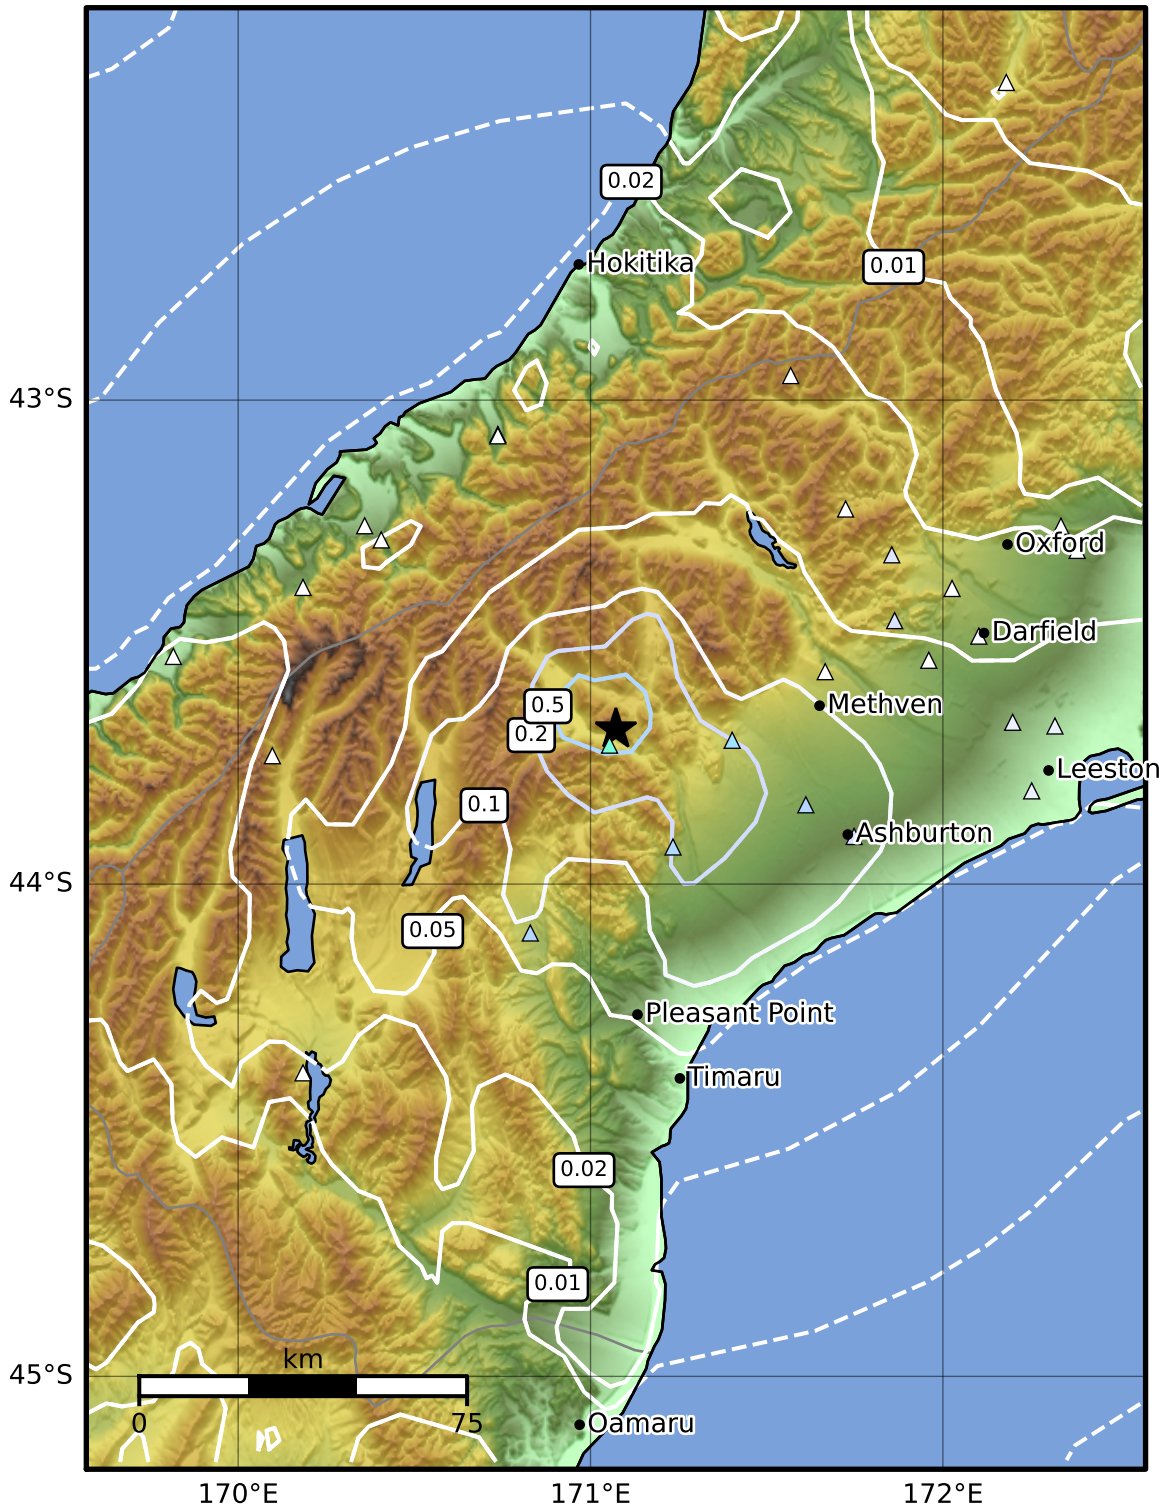 0.02
Hokitika
0.01
43°S
Oxford
Darfield
0.5
Methven
0.2
Leeston
0.1
Ashburton
44°S
0.05
Pleasant Point
Timaru
0.02
0.01
km
45°S
0
75
Oamaru
170°E
171°E
172°E